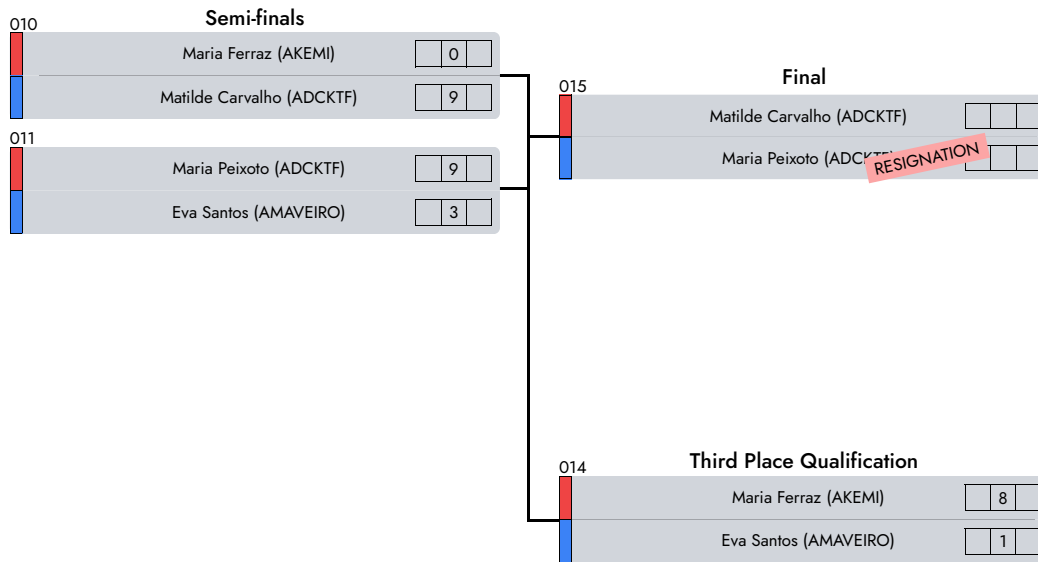 Semi-finals
010
Maria Ferraz (AKEMI) 0
Matilde Carvalho (ADCKTF) 9
011
Maria Peixoto (ADCKTF) 9
Eva Santos (AMAVEIRO) 3
Final
015
Matilde Carvalho (ADCKTF)
Maria Peixoto (ADCKTF)
RESIGNATION
Third Place Qualification
014
Maria Ferraz (AKEMI) 8
Eva Santos (AMAVEIRO) 1